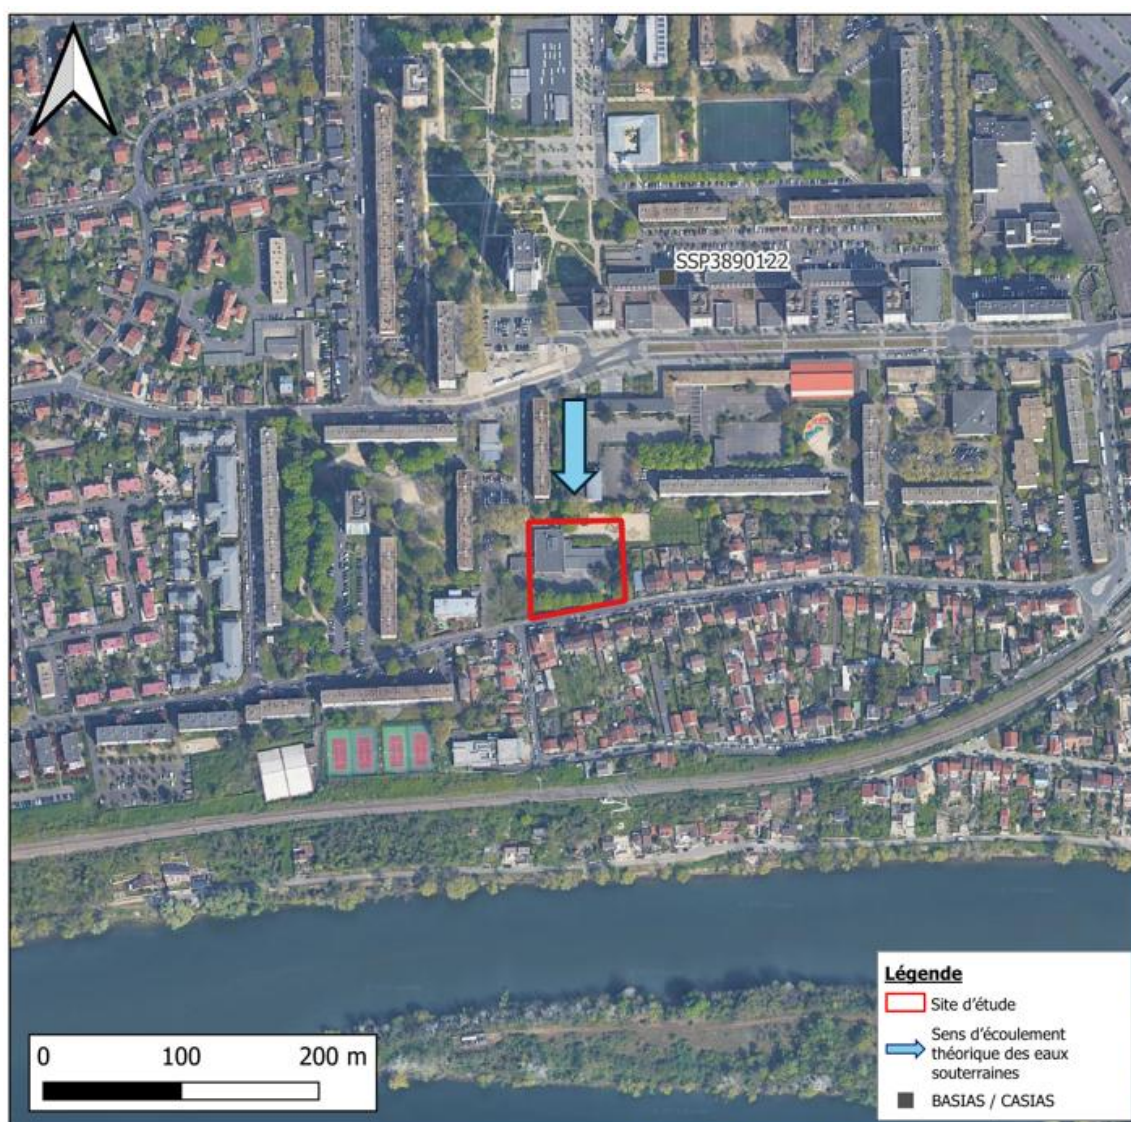 SSP3890122
Légende
Site d'étude
Sens d'écoulement
théorique des eaux
souterraines
BASIAS / CASIAS
0 100 200 m